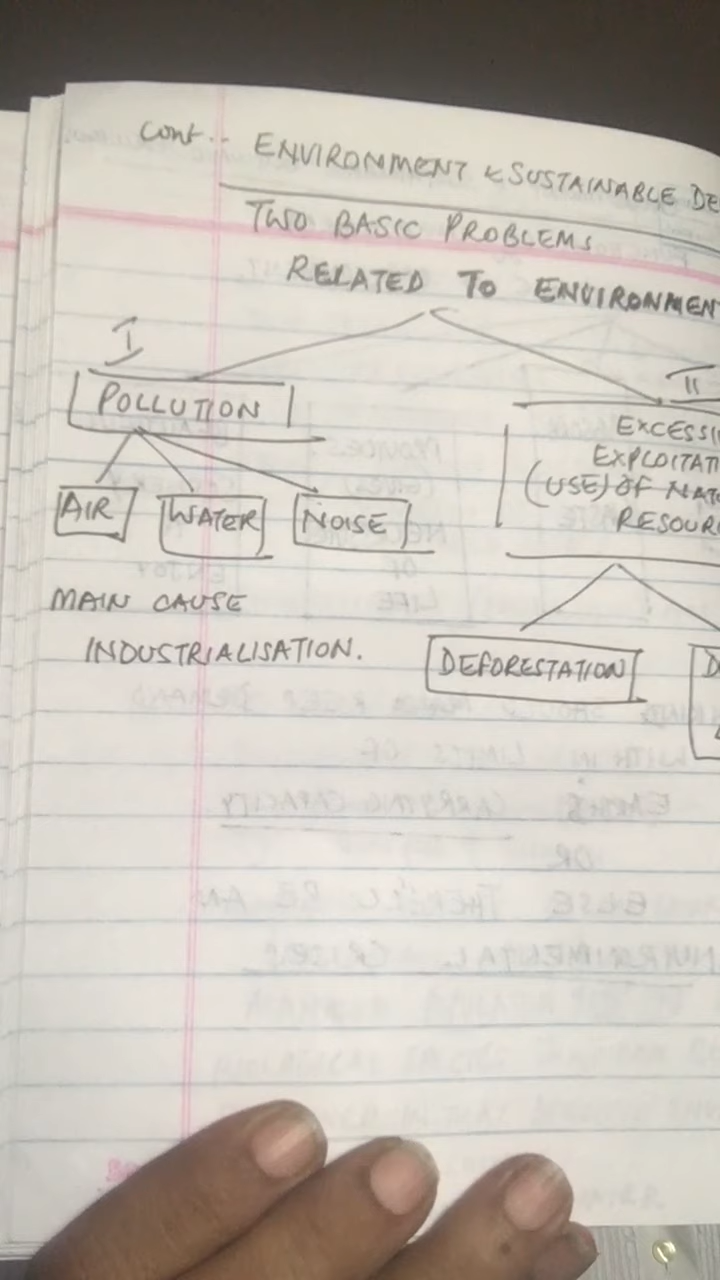 Cont... ENVIRONMENT & SUSTAINABLE DE
TWO BASIC PROBLEMS
RELATED TO ENVIRONMEN
I
II
POLLUTION
EXCESSI
EXPLOITATI
(USE) OF NAT
RESOUR
AIR
WATER
NOISE
MAIN CAUSE
INDUSTRIALISATION.
DEFORESTATION